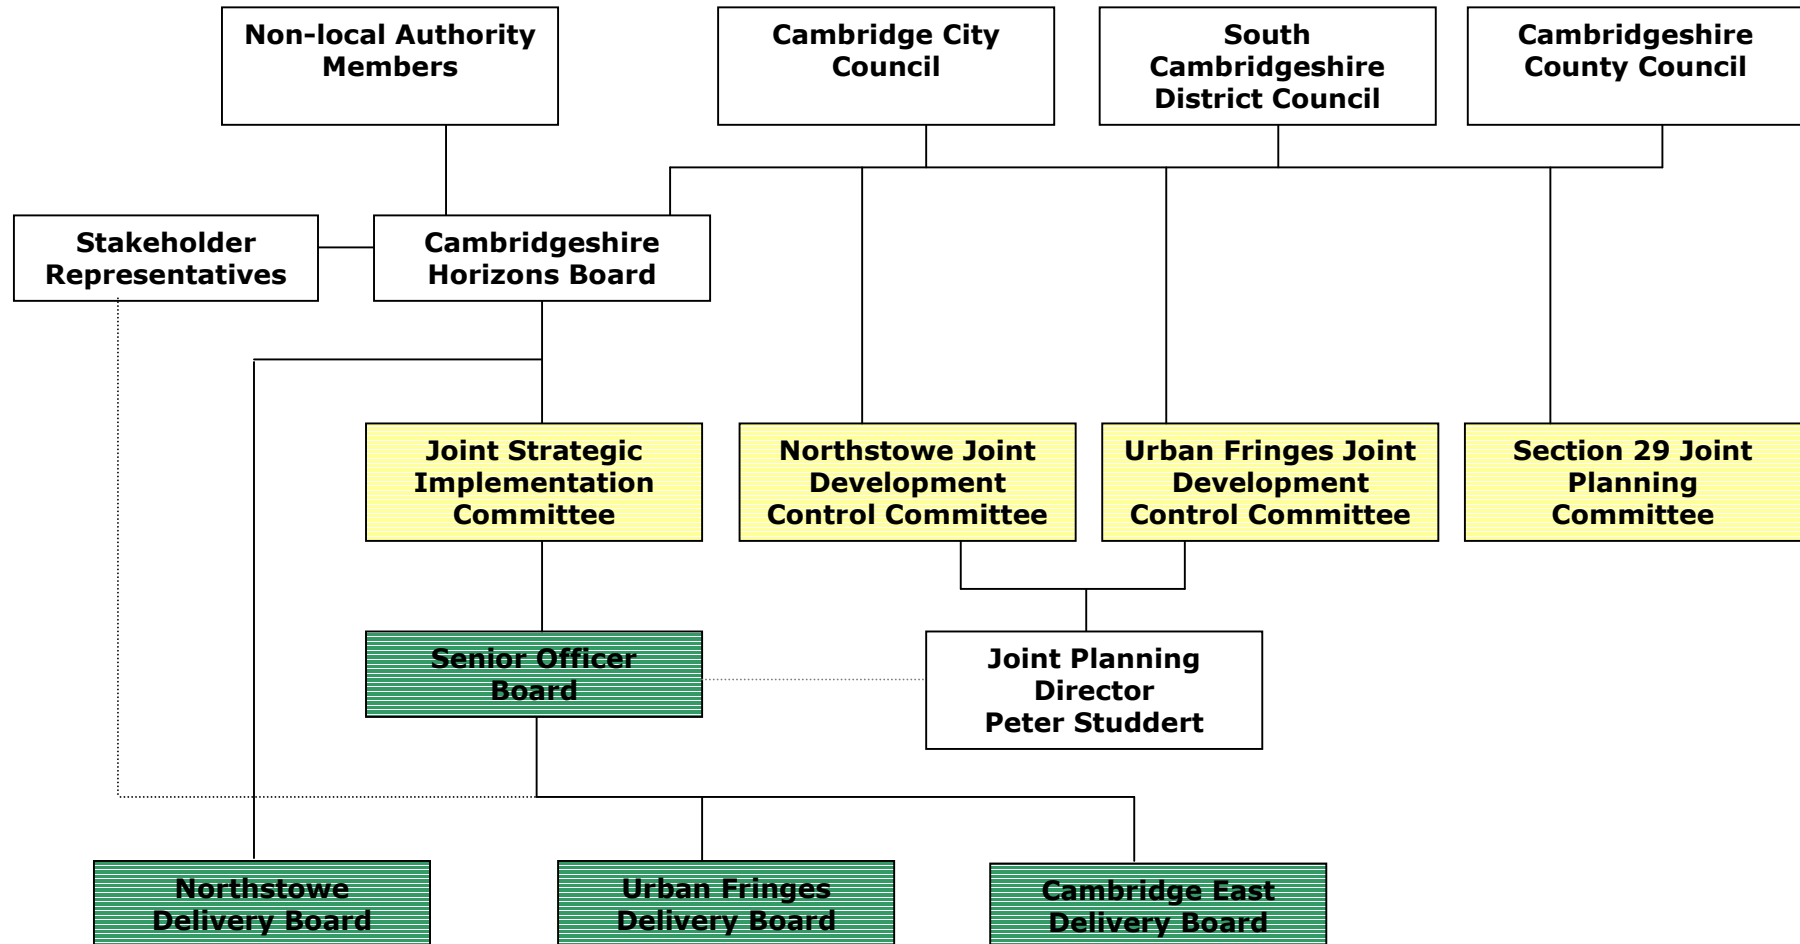 Non-local Authority
Members
Cambridge City
Council
South
Cambridgeshire
District Council
Cambridgeshire
County Council
Stakeholder
Representatives
Cambridgeshire
Horizons Board
Joint Strategic
Implementation
Committee
Northstowe Joint
Development
Control Committee
Urban Fringes Joint
Development
Control Committee
Section 29 Joint
Planning
Committee
Senior Officer
Board
Joint Planning
Director
Peter Studdert
Northstowe
Delivery Board
Urban Fringes
Delivery Board
Cambridge East
Delivery Board